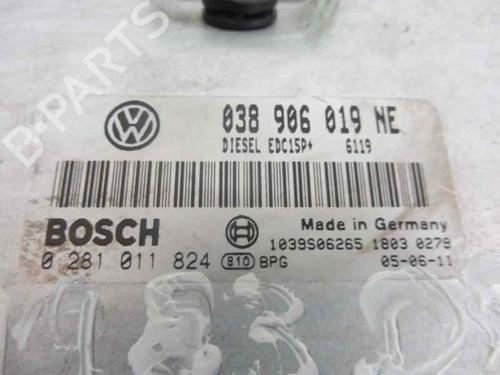 038 906 019 NE
DIESEL EDC15P+ 6119
BOSCH
Made in Germany
1039S06265 1803 0279
0 281 011 824 810 BPG 05-06-11
B-PARTS